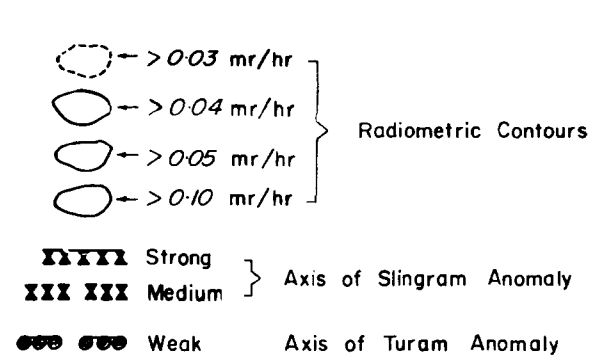 > 0·03 mr/hr
> 0·04 mr/hr
Radiometric Contours
> 0·05 mr/hr
> 0·10 mr/hr
Strong
Axis of Slingram Anomaly
Medium
Weak Axis of Turam Anomaly